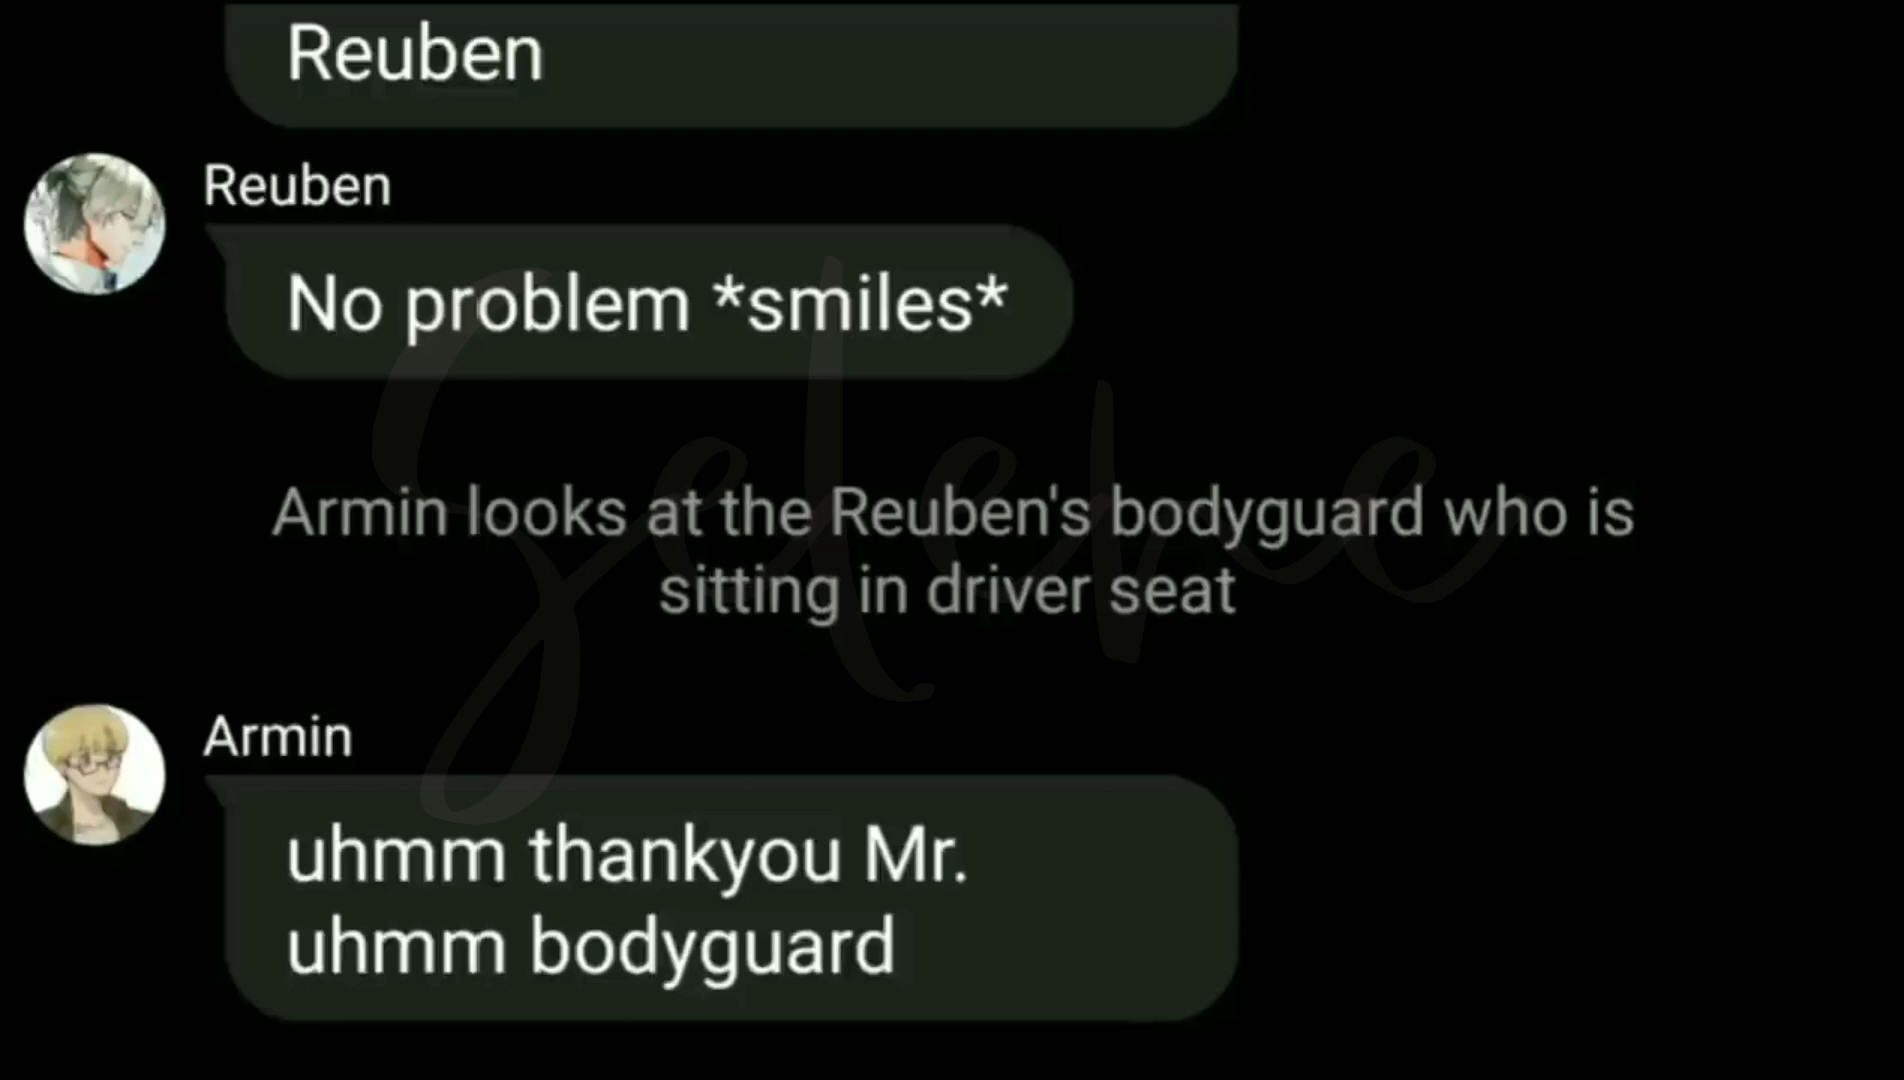 Reuben
Reuben
No problem *smiles*
Armin looks at the Reuben's bodyguard who is
sitting in driver seat
Armin
uhmm thankyou Mr.
uhmm bodyguard
Selene